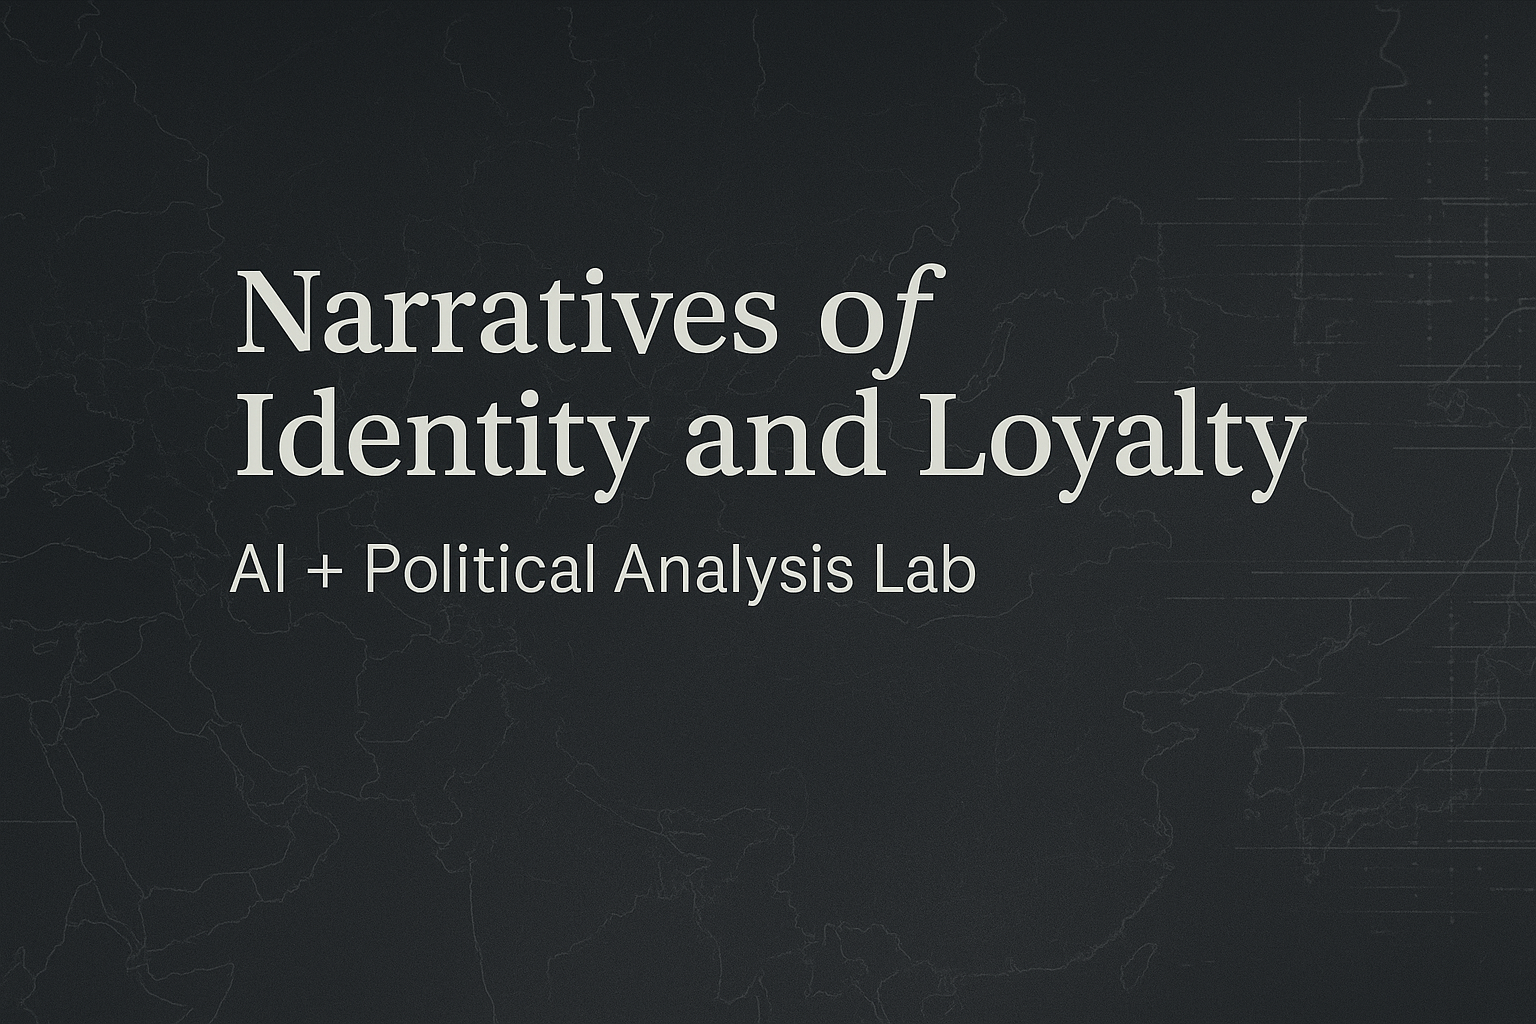 Narratives of
Identity and Loyalty
AI + Political Analysis Lab